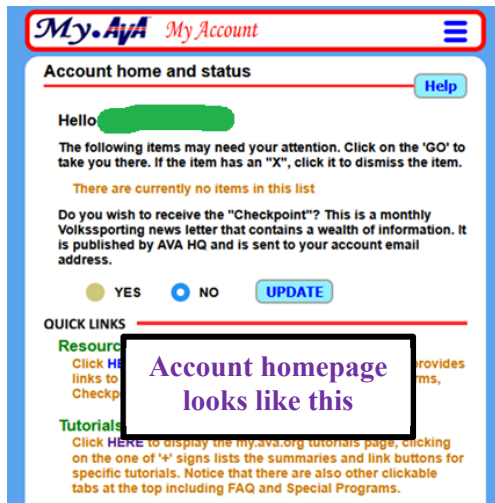 My.AVA My Account
Account home and status
Help
Hello
The following items may need your attention. Click on the 'GO' to
take you there. If the item has an "X", click it to dismiss the item.
There are currently no items in this list
Do you wish to receive the "Checkpoint"? This is a monthly
Volkssporting news letter that contains a wealth of information. It
is published by AVA HQ and is sent to your account email
address.
YES NO UPDATE
QUICK LINKS
Resourc
Click HE provides
links to rms,
Checkp
Account homepage
looks like this
Tutorials
Click HERE to display the my.ava.org tutorials page, clicking
on the one of '+' signs lists the summaries and link buttons for
specific tutorials. Notice that there are also other clickable
tabs at the top including FAQ and Special Programs.